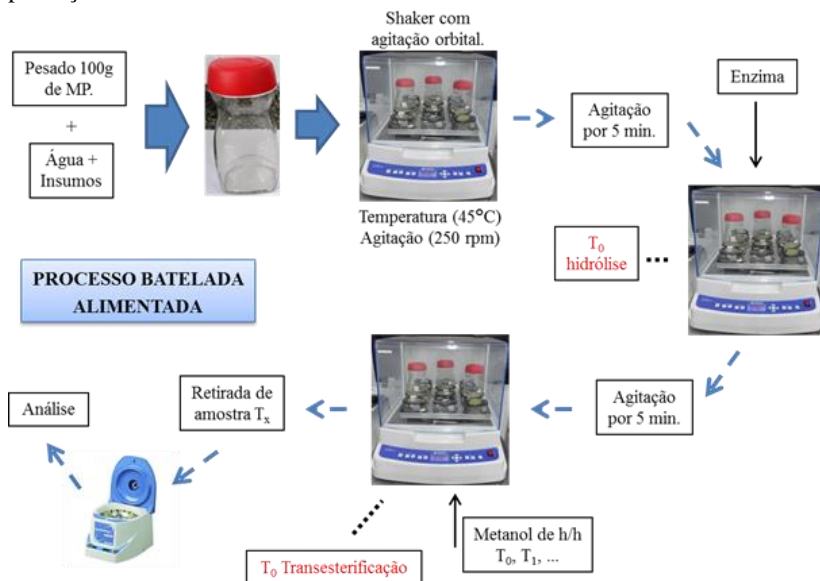 Shaker com
agitação orbital.
Pesado 100g
de MP.
+
Água +
Insumos
Temperatura (45°C)
Agitação (250 rpm)
Agitação
por 5 min.
Enzima
T₀
hidrólise
PROCESSO BATELADA
ALIMENTADA
Agitação
por 5 min.
Metanol de h/h
T₀, T₁, ...
T₀ Transesterificação
Retirada de
amostra Tₓ
Análise